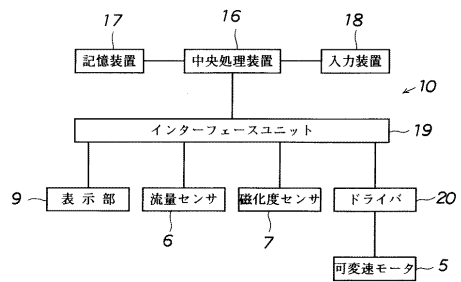 17
16
18
記憶装置
中央処理装置
入力装置
10
インターフェースユニット
19
9
表示部
流量センサ
磁化度センサ
ドライバ
20
6
7
可変速モータ
5